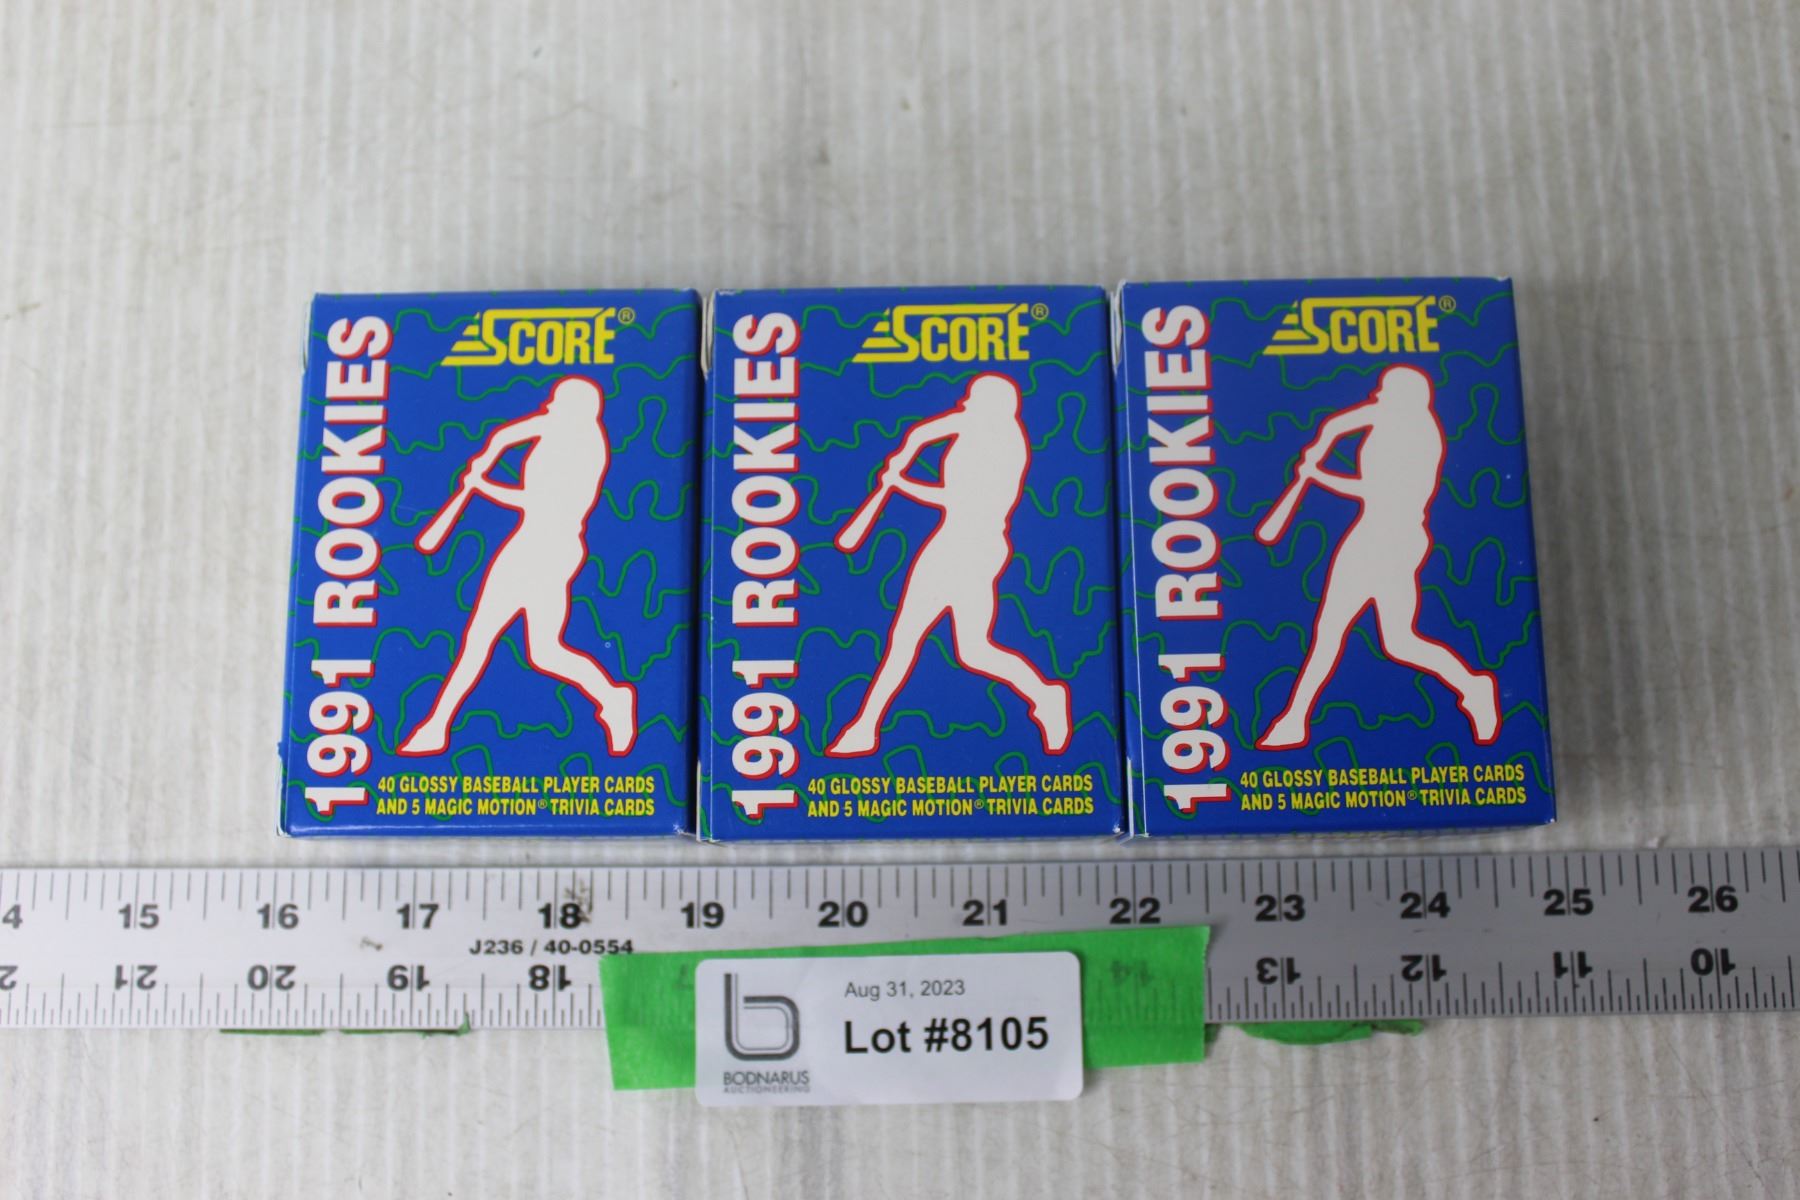 SCORE®
1991 ROOKIES
40 GLOSSY BASEBALL PLAYER CARDS
AND 5 MAGIC MOTION® TRIVIA CARDS
SCORE®
1991 ROOKIES
40 GLOSSY BASEBALL PLAYER CARDS
AND 5 MAGIC MOTION® TRIVIA CARDS
SCORE®
1991 ROOKIES
40 GLOSSY BASEBALL PLAYER CARDS
AND 5 MAGIC MOTION® TRIVIA CARDS
4 15 16 17 18 19 20 21 22 23 24 25 26
J236 / 40-0554
2 21 20 19 18 7 14 13 12 11 10
Aug 31, 2023
Lot #8105
b
BODNARUS
AUCTIONEERING